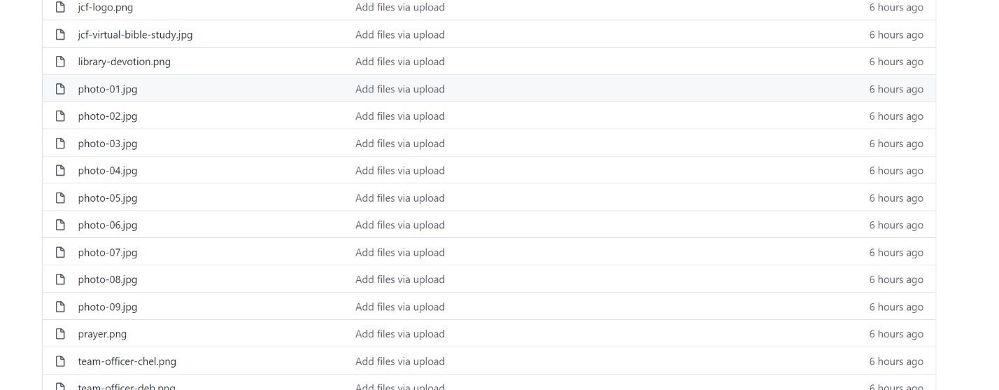 jcf-logo.png Add files via upload 6 hours ago
jcf-virtual-bible-study.jpg Add files via upload 6 hours ago
library-devotion.png Add files via upload 6 hours ago
photo-01.jpg Add files via upload 6 hours ago
photo-02.jpg Add files via upload 6 hours ago
photo-03.jpg Add files via upload 6 hours ago
photo-04.jpg Add files via upload 6 hours ago
photo-05.jpg Add files via upload 6 hours ago
photo-06.jpg Add files via upload 6 hours ago
photo-07.jpg Add files via upload 6 hours ago
photo-08.jpg Add files via upload 6 hours ago
photo-09.jpg Add files via upload 6 hours ago
prayer.png Add files via upload 6 hours ago
team-officer-chel.png Add files via upload 6 hours ago
team-officer-deb.png Add files via upload 6 hours ago